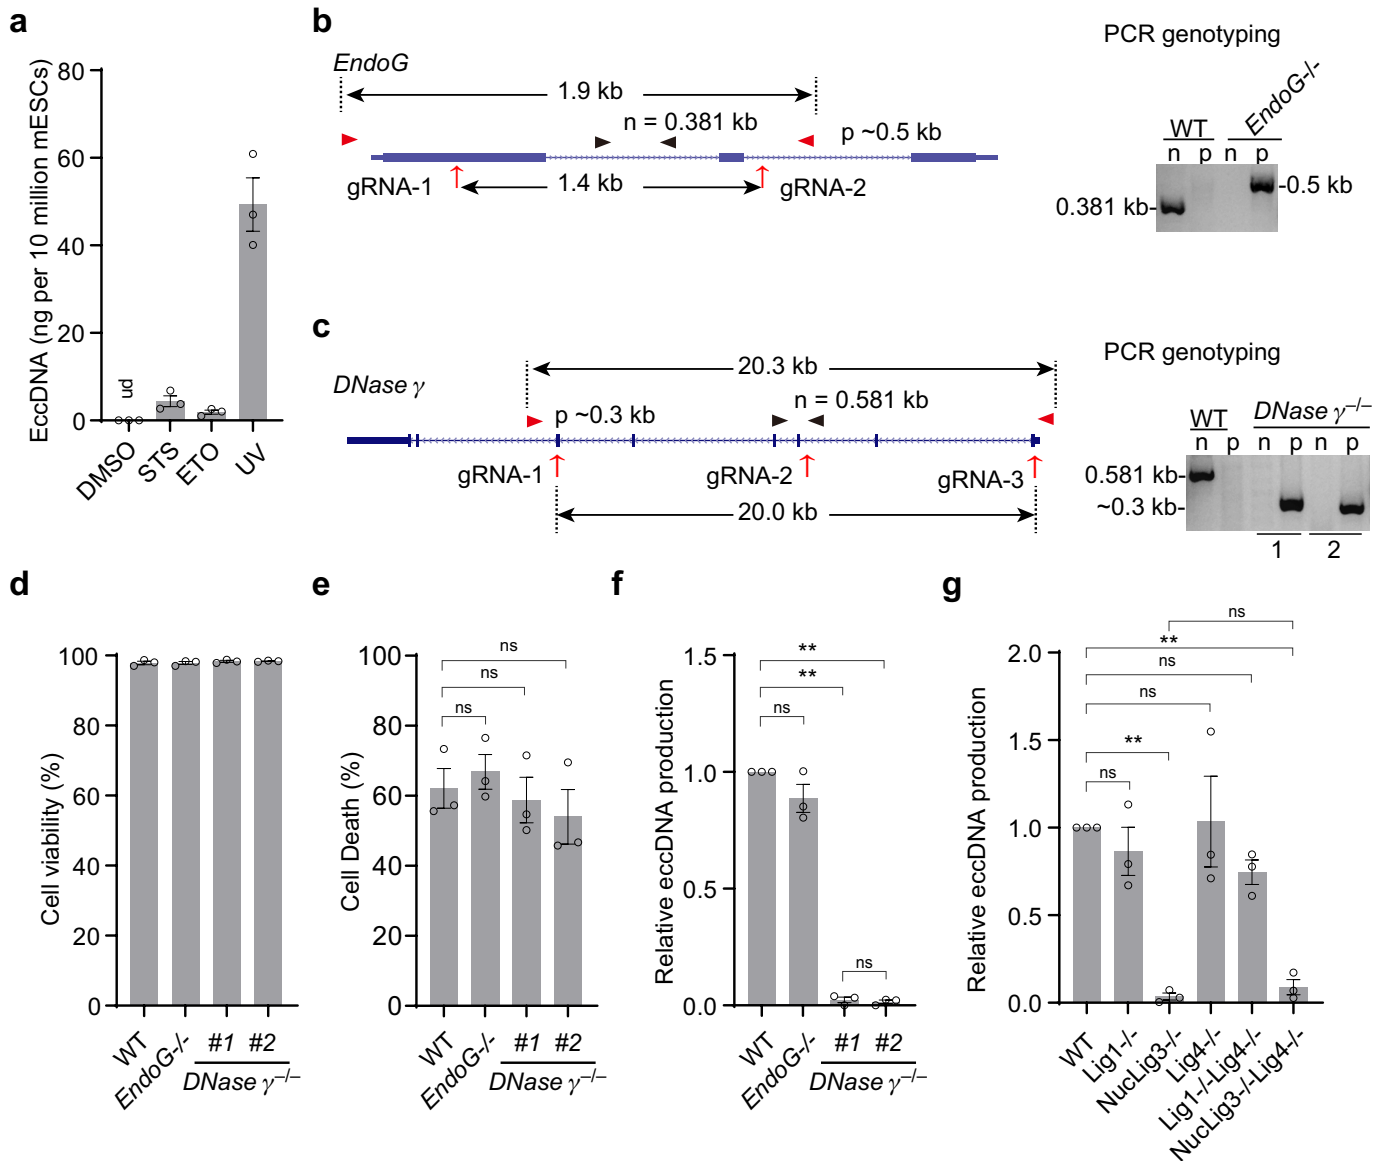 a
EccDNA (ng per 10 million mESCs)
80
60
40
20
0
ud
DMSO
STS
ETO
UV
b
EndoG
1.9 kb
n = 0.381 kb
p ~0.5 kb
gRNA-1
1.4 kb
gRNA-2
PCR genotyping
WT
EndoG-/-
n p n p
0.381 kb-
-0.5 kb
c
DNase γ
20.3 kb
p ~0.3 kb
n = 0.581 kb
gRNA-1
gRNA-2
gRNA-3
20.0 kb
PCR genotyping
WT
DNase γ−/−
n p n p n p
0.581 kb-
~0.3 kb-
1 2
d
Cell viability (%)
100
80
60
40
20
0
WT
EndoG-/-
#1 #2
DNase γ−/−
e
Cell Death (%)
100
80
60
40
20
0
ns
ns
ns
WT
EndoG-/-
#1 #2
DNase γ−/−
f
Relative eccDNA production
1.5
1.0
0.5
0.0
**
**
ns
ns
WT
EndoG-/-
#1 #2
DNase γ−/−
g
Relative eccDNA production
2.0
1.5
1.0
0.5
0.0
ns
**
ns
ns
**
ns
WT
Lig1-/-
NucLig3-/-
Lig4-/-
Lig1-/-Lig4-/-
NucLig3-/-Lig4-/-